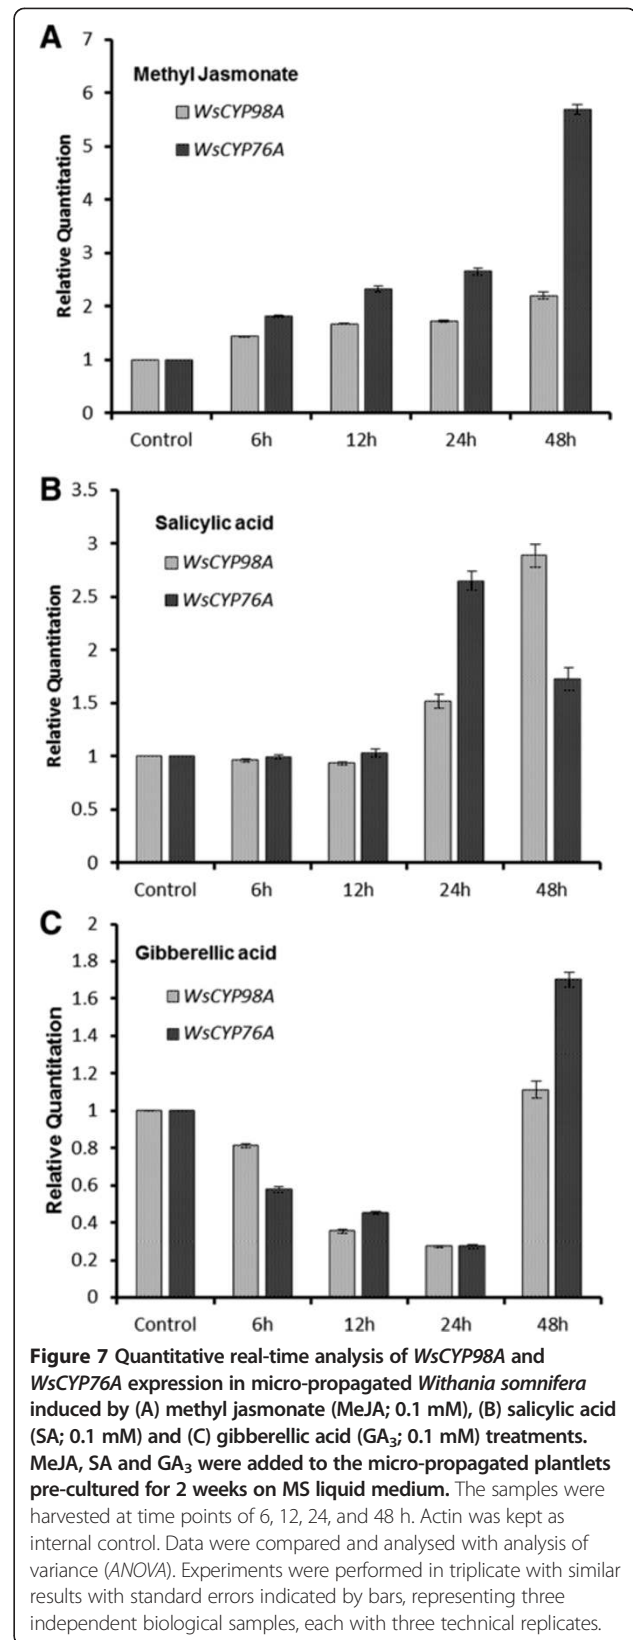 A
7
6
5
4
3
2
1
0
Relative Quantitation
Methyl Jasmonate
WsCYP98A
WsCYP76A
Control 6h 12h 24h 48h
B
3.5
3
2.5
2
1.5
1
0.5
0
Relative Quantitation
Salicylic acid
WsCYP98A
WsCYP76A
Control 6h 12h 24h 48h
C
2
1.8
1.6
1.4
1.2
1
0.8
0.6
0.4
0.2
0
Relative Quantitation
Gibberellic acid
WsCYP98A
WsCYP76A
Control 6h 12h 24h 48h
Figure 7 Quantitative real-time analysis of WsCYP98A and
WsCYP76A expression in micro-propagated Withania somnifera
induced by (A) methyl jasmonate (MeJA; 0.1 mM), (B) salicylic acid
(SA; 0.1 mM) and (C) gibberellic acid (GA₃; 0.1 mM) treatments.
MeJA, SA and GA₃ were added to the micro-propagated plantlets
pre-cultured for 2 weeks on MS liquid medium. The samples were
harvested at time points of 6, 12, 24, and 48 h. Actin was kept as
internal control. Data were compared and analysed with analysis of
variance (ANOVA). Experiments were performed in triplicate with similar
results with standard errors indicated by bars, representing three
independent biological samples, each with three technical replicates.